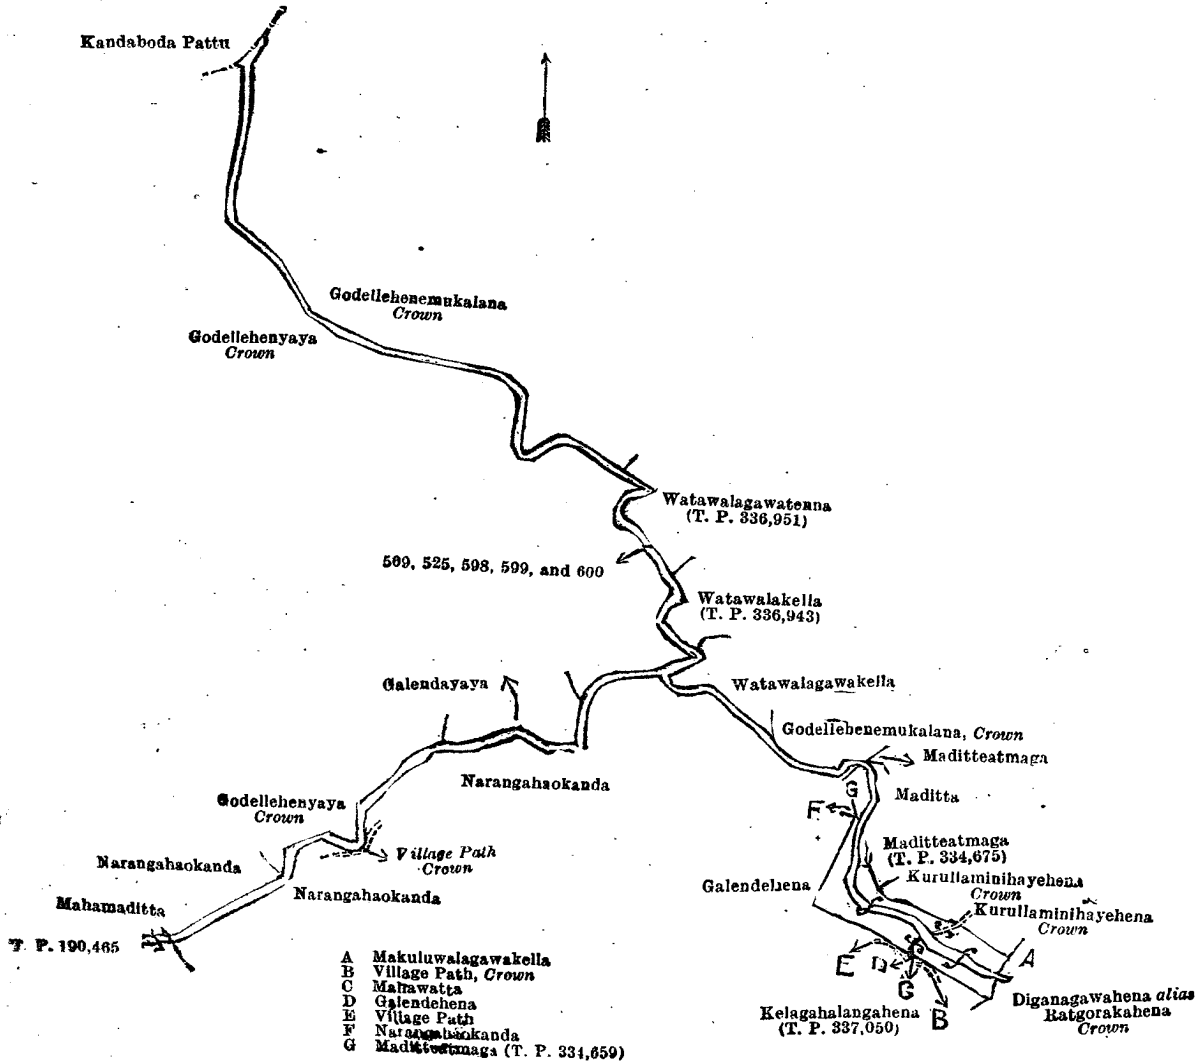 Kandaboda Pattu
Godellehenemukalana
Crown
Godellehenyaya
Crown
Watawalagawatenna
(T. P. 336,951)
509, 525, 598, 599, and 600
Watawalakella
(T. P. 336,943)
Galendayaya
Watawalagawakella
Godellehenemukalana, Crown
Maditteatmaga
Narangahaokanda
G
Maditta
Godellehenyaya
Crown
F
Village Path
Crown
Maditteatmaga
(T. P. 334,675)
Narangahaokanda
Kurullaminihayehena
Crown
Galendehena
Narangahaokanda
Mahamaditta
Kurullaminihayehena
Crown
T. P. 190,465
A
E
D
C
B
Diganagawahena alias
Ratgorakahena
Crown
Kelagahalangahena
(T. P. 337,050)
A Makuluwalagawakella
B Village Path, Crown
C Mahawatta
D Galendehena
E Village Path
F Narangahaokanda
G Maditteatmaga (T. P. 334,659)